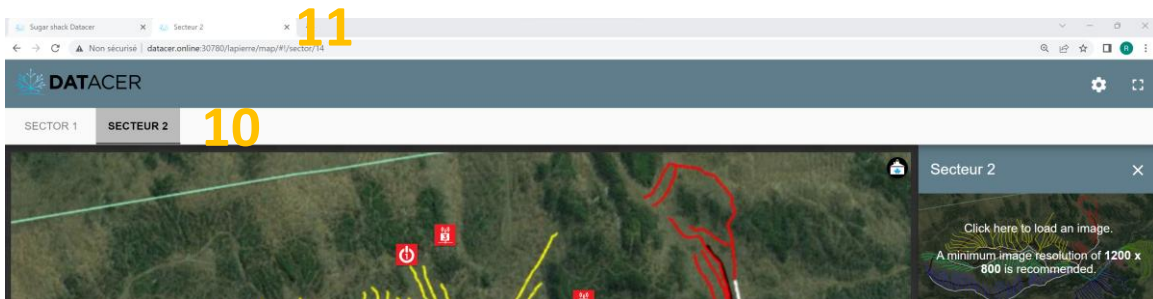 Sugar shack Datacer
Secteur 2
11
Non sécurisé | datacer.online:30780/lapierre/map/#!/sector/14
R
DATACER
SECTOR 1
SECTEUR 2
10
Secteur 2
Click here to load an image.
A minimum image resolution of 1200 x
800 is recommended.